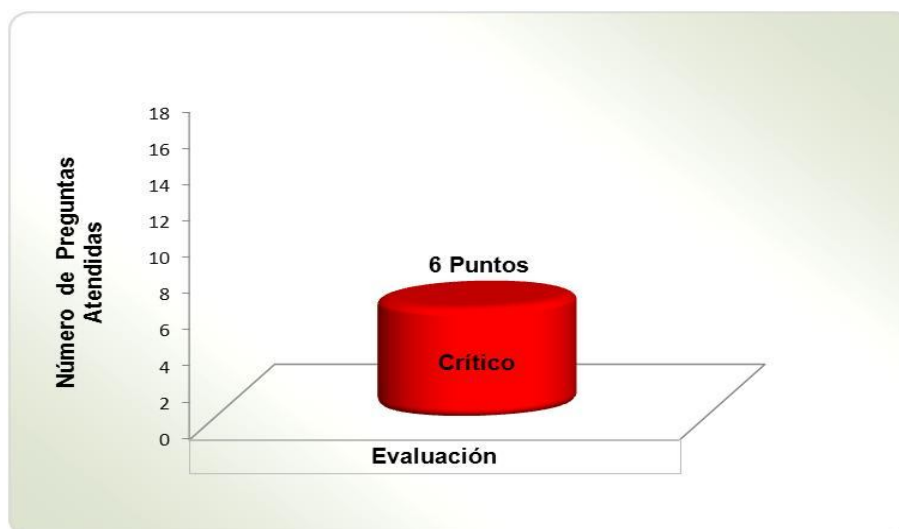 Número de Preguntas
Atendidas
18
16
14
12
10
8
6
4
2
0
6 Puntos
Crítico
Evaluación